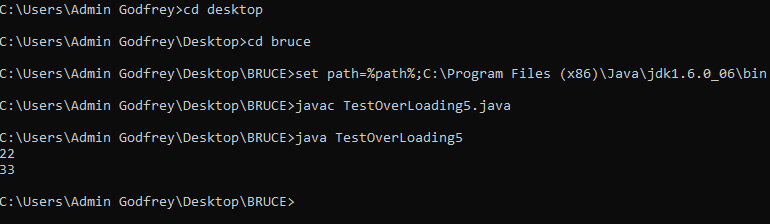 C:\Users\Admin Godfrey>cd desktop
C:\Users\Admin Godfrey\Desktop>cd bruce
C:\Users\Admin Godfrey\Desktop\BRUCE>set path=%path%;C:\Program Files (x86)\Java\jdk1.6.0_06\bin
C:\Users\Admin Godfrey\Desktop\BRUCE>javac TestOverLoading5.java
C:\Users\Admin Godfrey\Desktop\BRUCE>java TestOverLoading5
22
33
C:\Users\Admin Godfrey\Desktop\BRUCE>